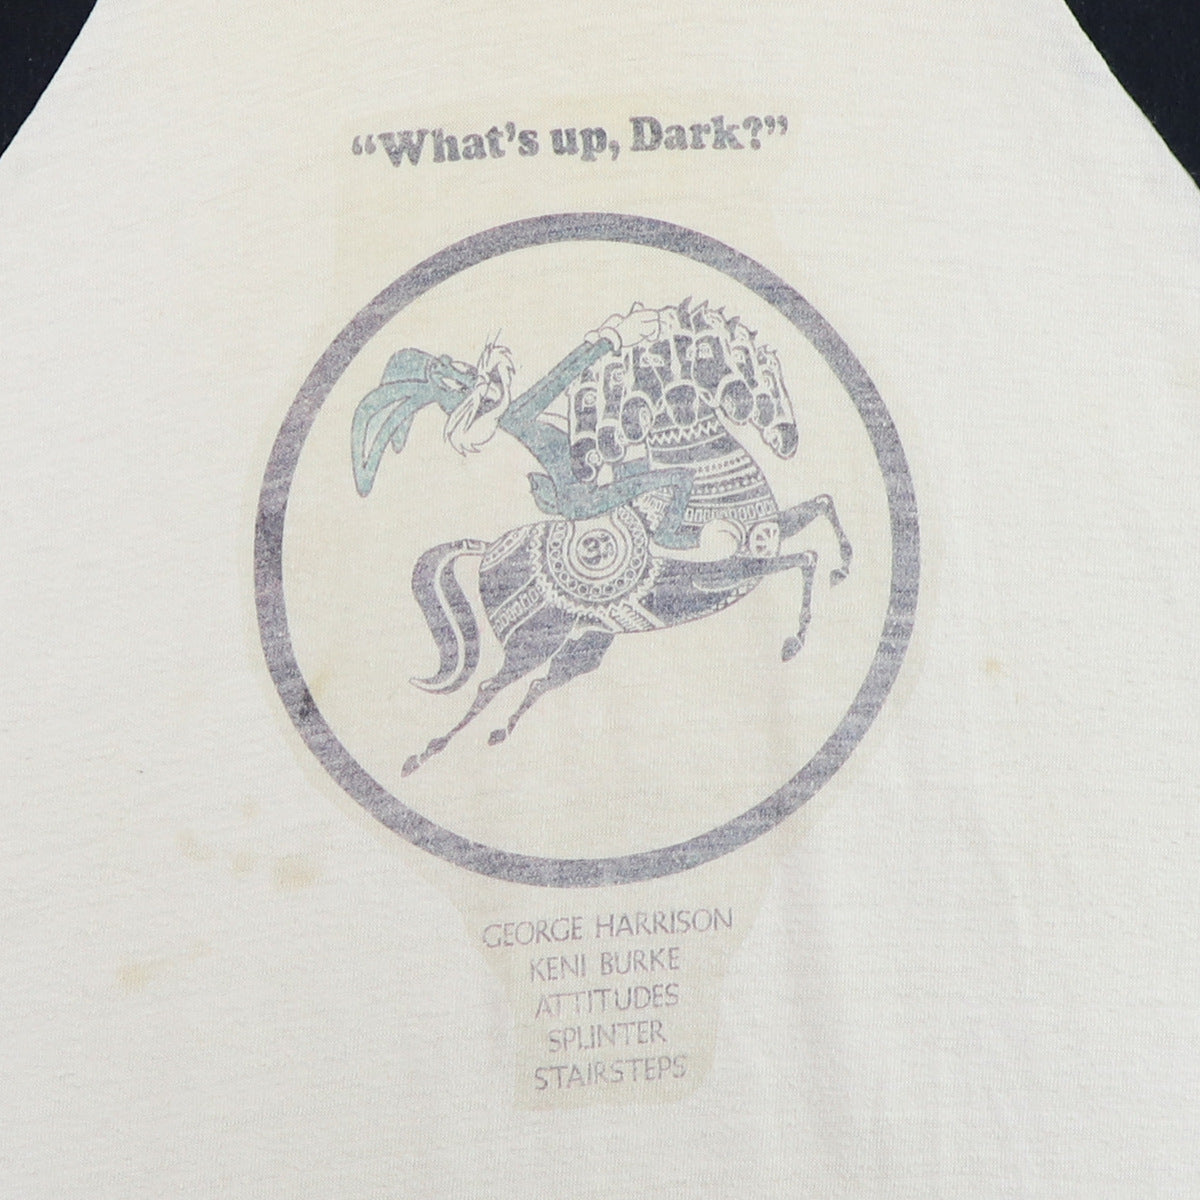 “What’s up, Dark?”
GEORGE HARRISON
KENI BURKE
ATTITUDES
SPLINTER
STAIRSTEPS